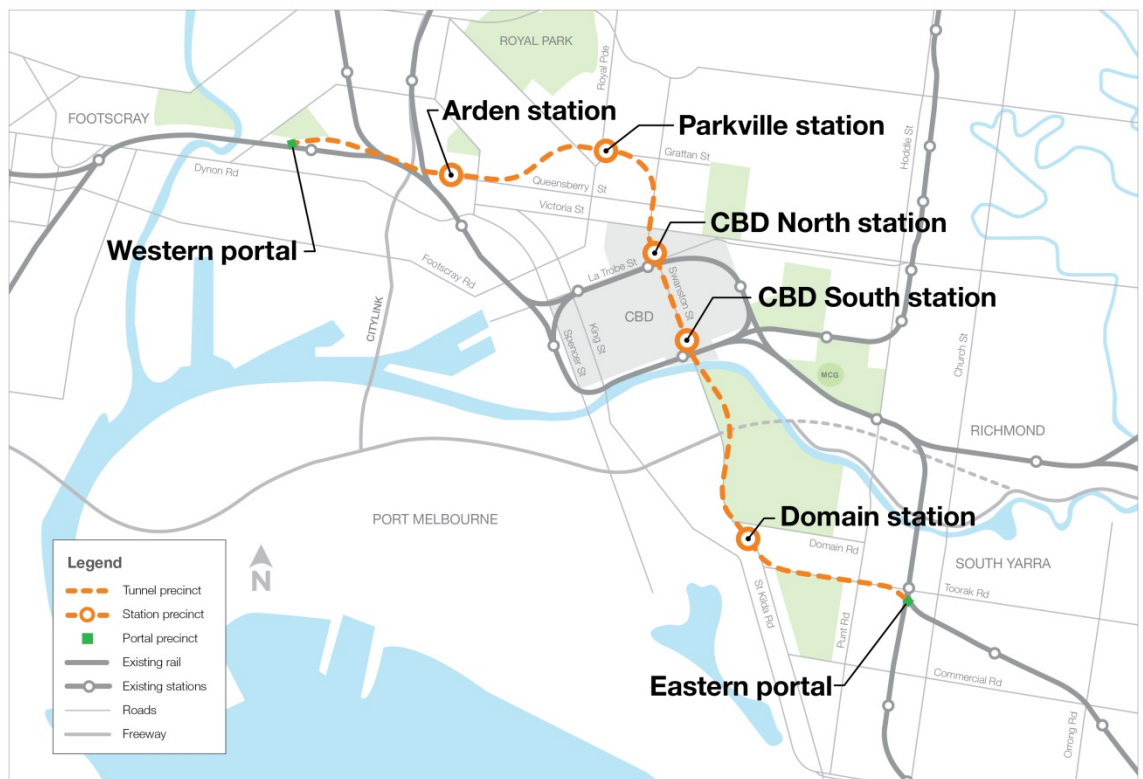 ROYAL PARK
Royal Pde
Arden station
Parkville station
FOOTSCRAY
Hoddle St
Grattan St
Dynon Rd
Queensberry St
Victoria St
CBD North station
Western portal
Footscray Rd
La Trobe St
Swanston St
CBD South station
CITYLINK
CBD
King St
Spencer St
Church St
MCG
RICHMOND
PORT MELBOURNE
Domain station
Domain Rd
SOUTH YARRA
Legend
Tunnel precinct
Station precinct
Portal precinct
Existing rail
Existing stations
Roads
Freeway
N
St Kilda Rd
Toorak Rd
Punt Rd
Commercial Rd
Eastern portal
Orrong Rd